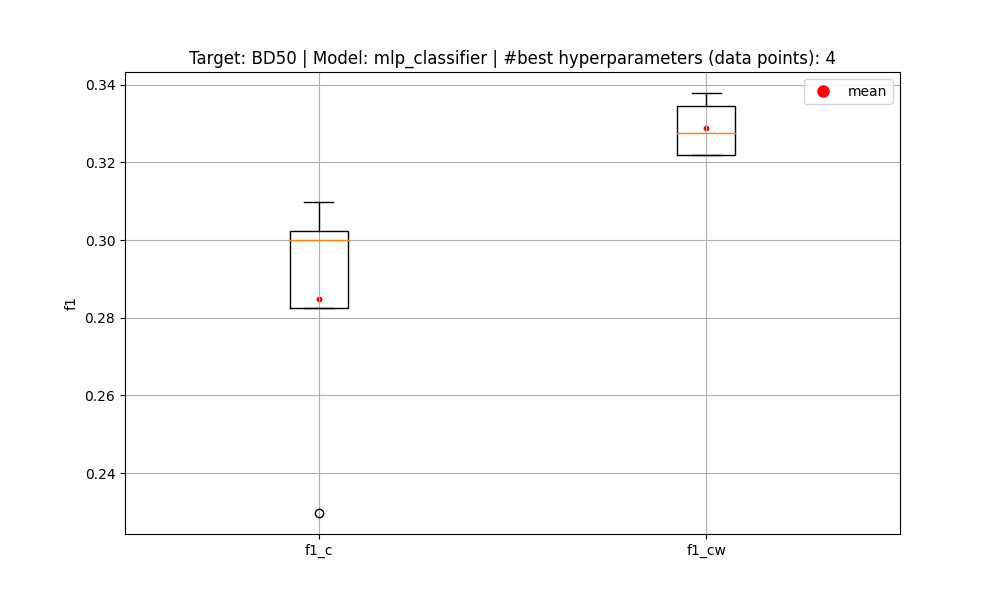 Target: BD50 | Model: mlp_classifier | #best hyperparameters (data points): 4
mean
0.34
0.32
0.30
0.28
0.26
0.24
f1
f1_c
f1_cw